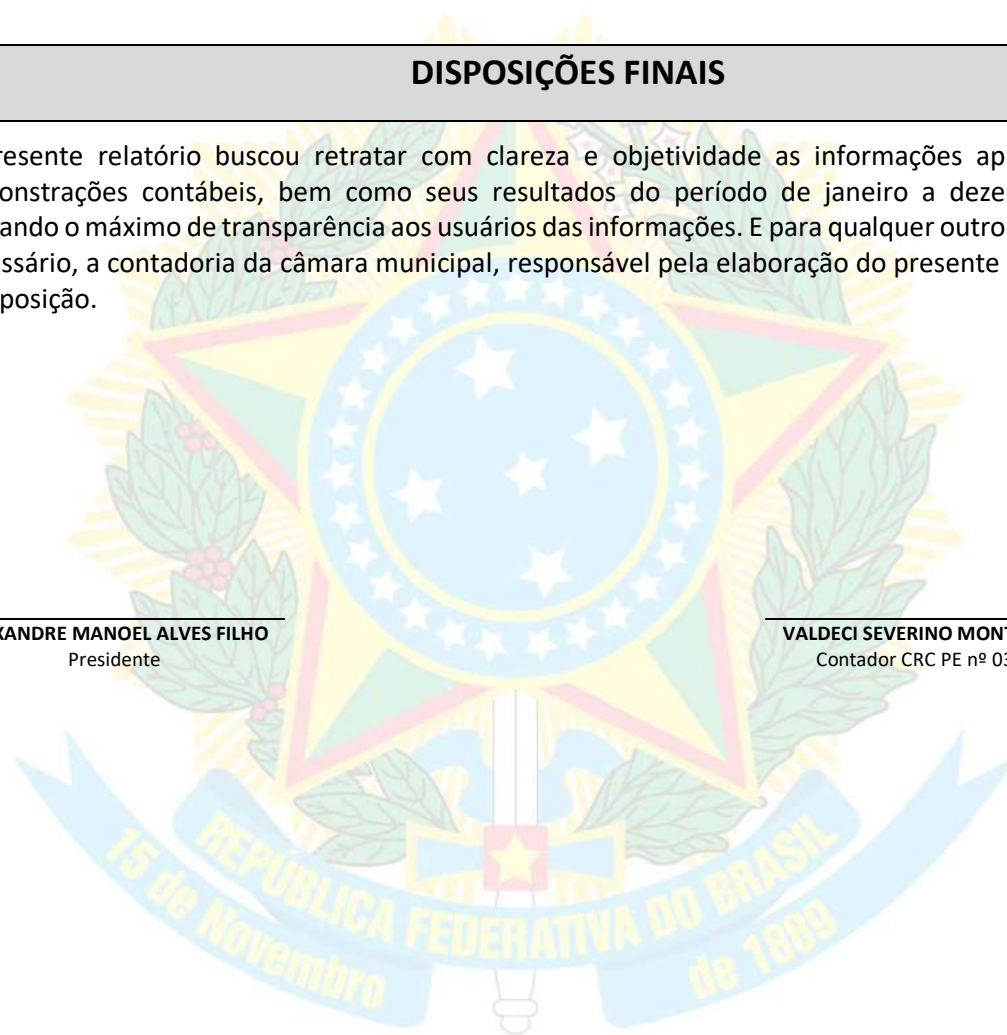 DISPOSIÇÕES FINAIS
resente relatório buscou retratar com clareza e objetividade as informações ap
onstrações contábeis, bem como seus resultados do período de janeiro a deze
ando o máximo de transparência aos usuários das informações. E para qualquer outro
ssário, a contadoria da câmara municipal, responsável pela elaboração do presente
posição.
XANDRE MANOEL ALVES FILHO
Presidente
VALDECI SEVERINO MONT
Contador CRC PE nº 03
15 de Novembro
REPÚBLICA FEDERATIVA DO BRASIL
de 1889